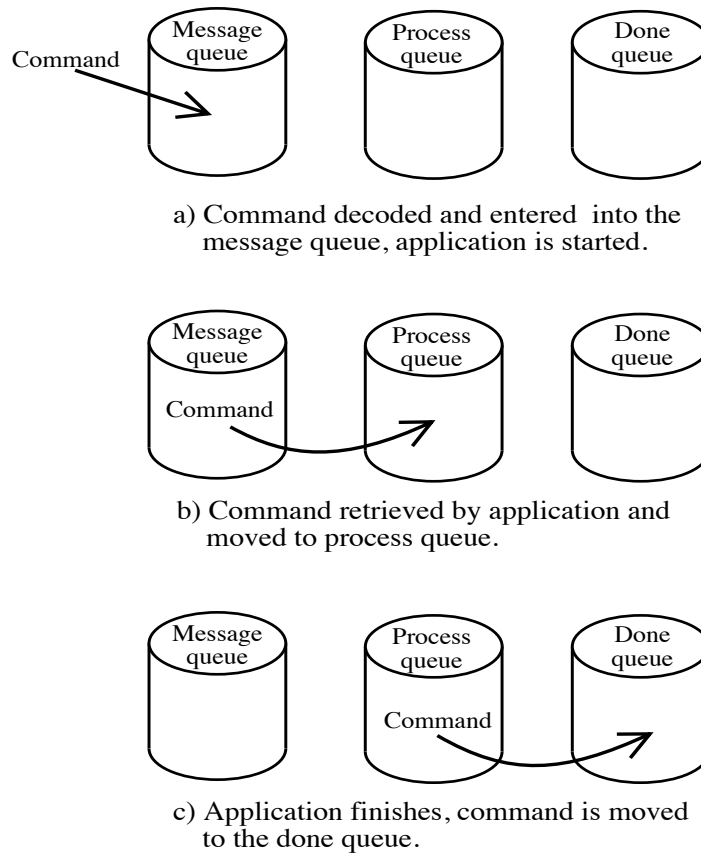 Message
queue
Process
queue
Done
queue
Command
a) Command decoded and entered into the
message queue, application is started.
Message
queue
Process
queue
Done
queue
Command
b) Command retrieved by application and
moved to process queue.
Message
queue
Process
queue
Done
queue
Command
c) Application finishes, command is moved
to the done queue.